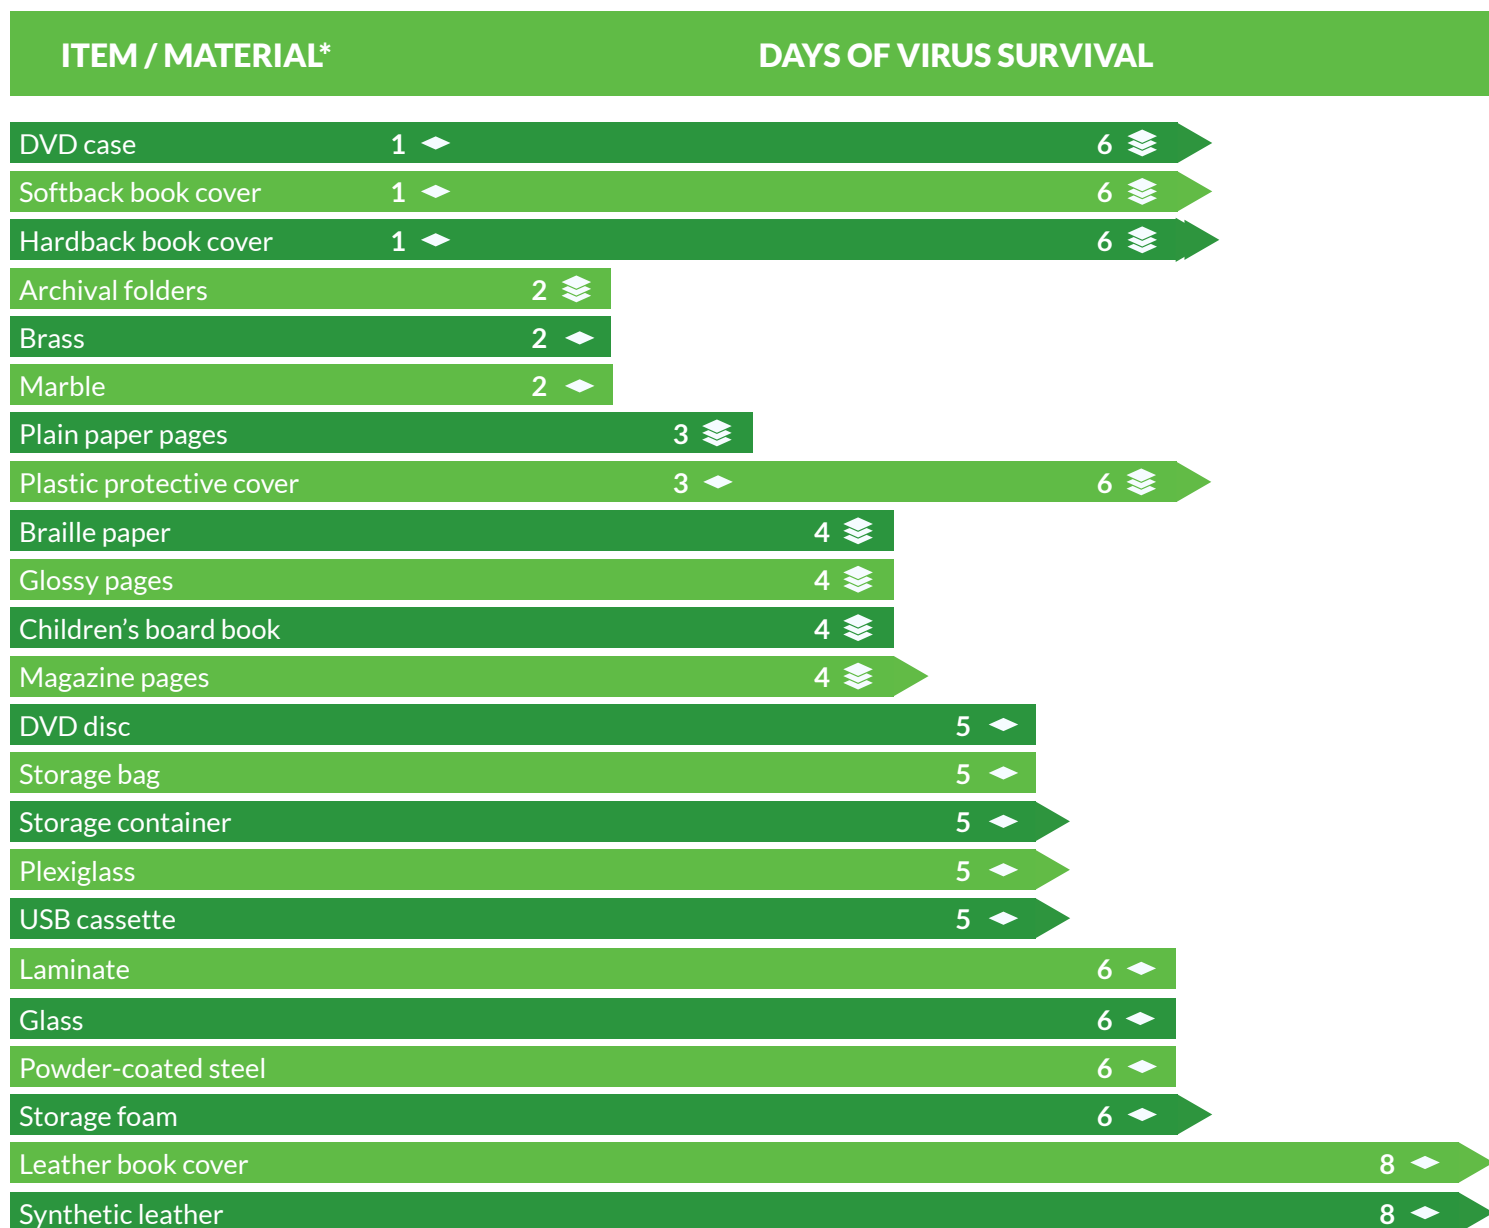 ITEM / MATERIAL* DAYS OF VIRUS SURVIVAL
DVD case 1 6
Softback book cover 1 6
Hardback book cover 1 6
Archival folders 2
Brass 2
Marble 2
Plain paper pages 3
Plastic protective cover 3 6
Braille paper 4
Glossy pages 4
Children’s board book 4
Magazine pages 4
DVD disc 5
Storage bag 5
Storage container 5
Plexiglass 5
USB cassette 5
Laminate 6
Glass 6
Powder-coated steel 6
Storage foam 6
Leather book cover 8
Synthetic leather 8